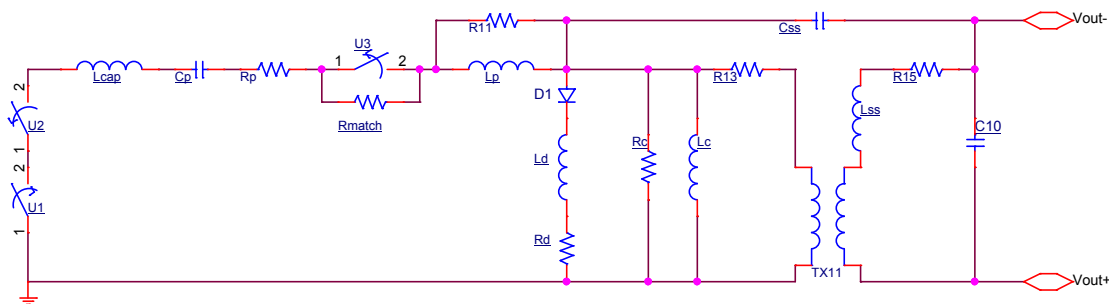 R11
Css
Vout-
Lcap
Cp
Rp
1
U3
2
Rmatch
Lp
D1
R13
R15
Lss
C10
2
U2
1
2
U1
1
Ld
Rc
Lc
Rd
TX11
Vout+